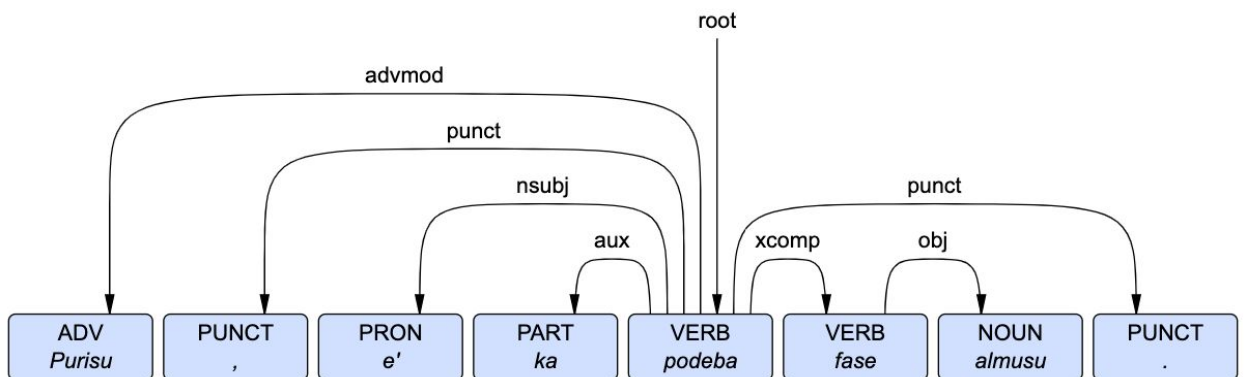 root
advmod
punct
nsubj punct
aux xcomp obj
ADV PUNCT PRON PART VERB VERB NOUN PUNCT
Purisu , e' ka podeba fase almusu .